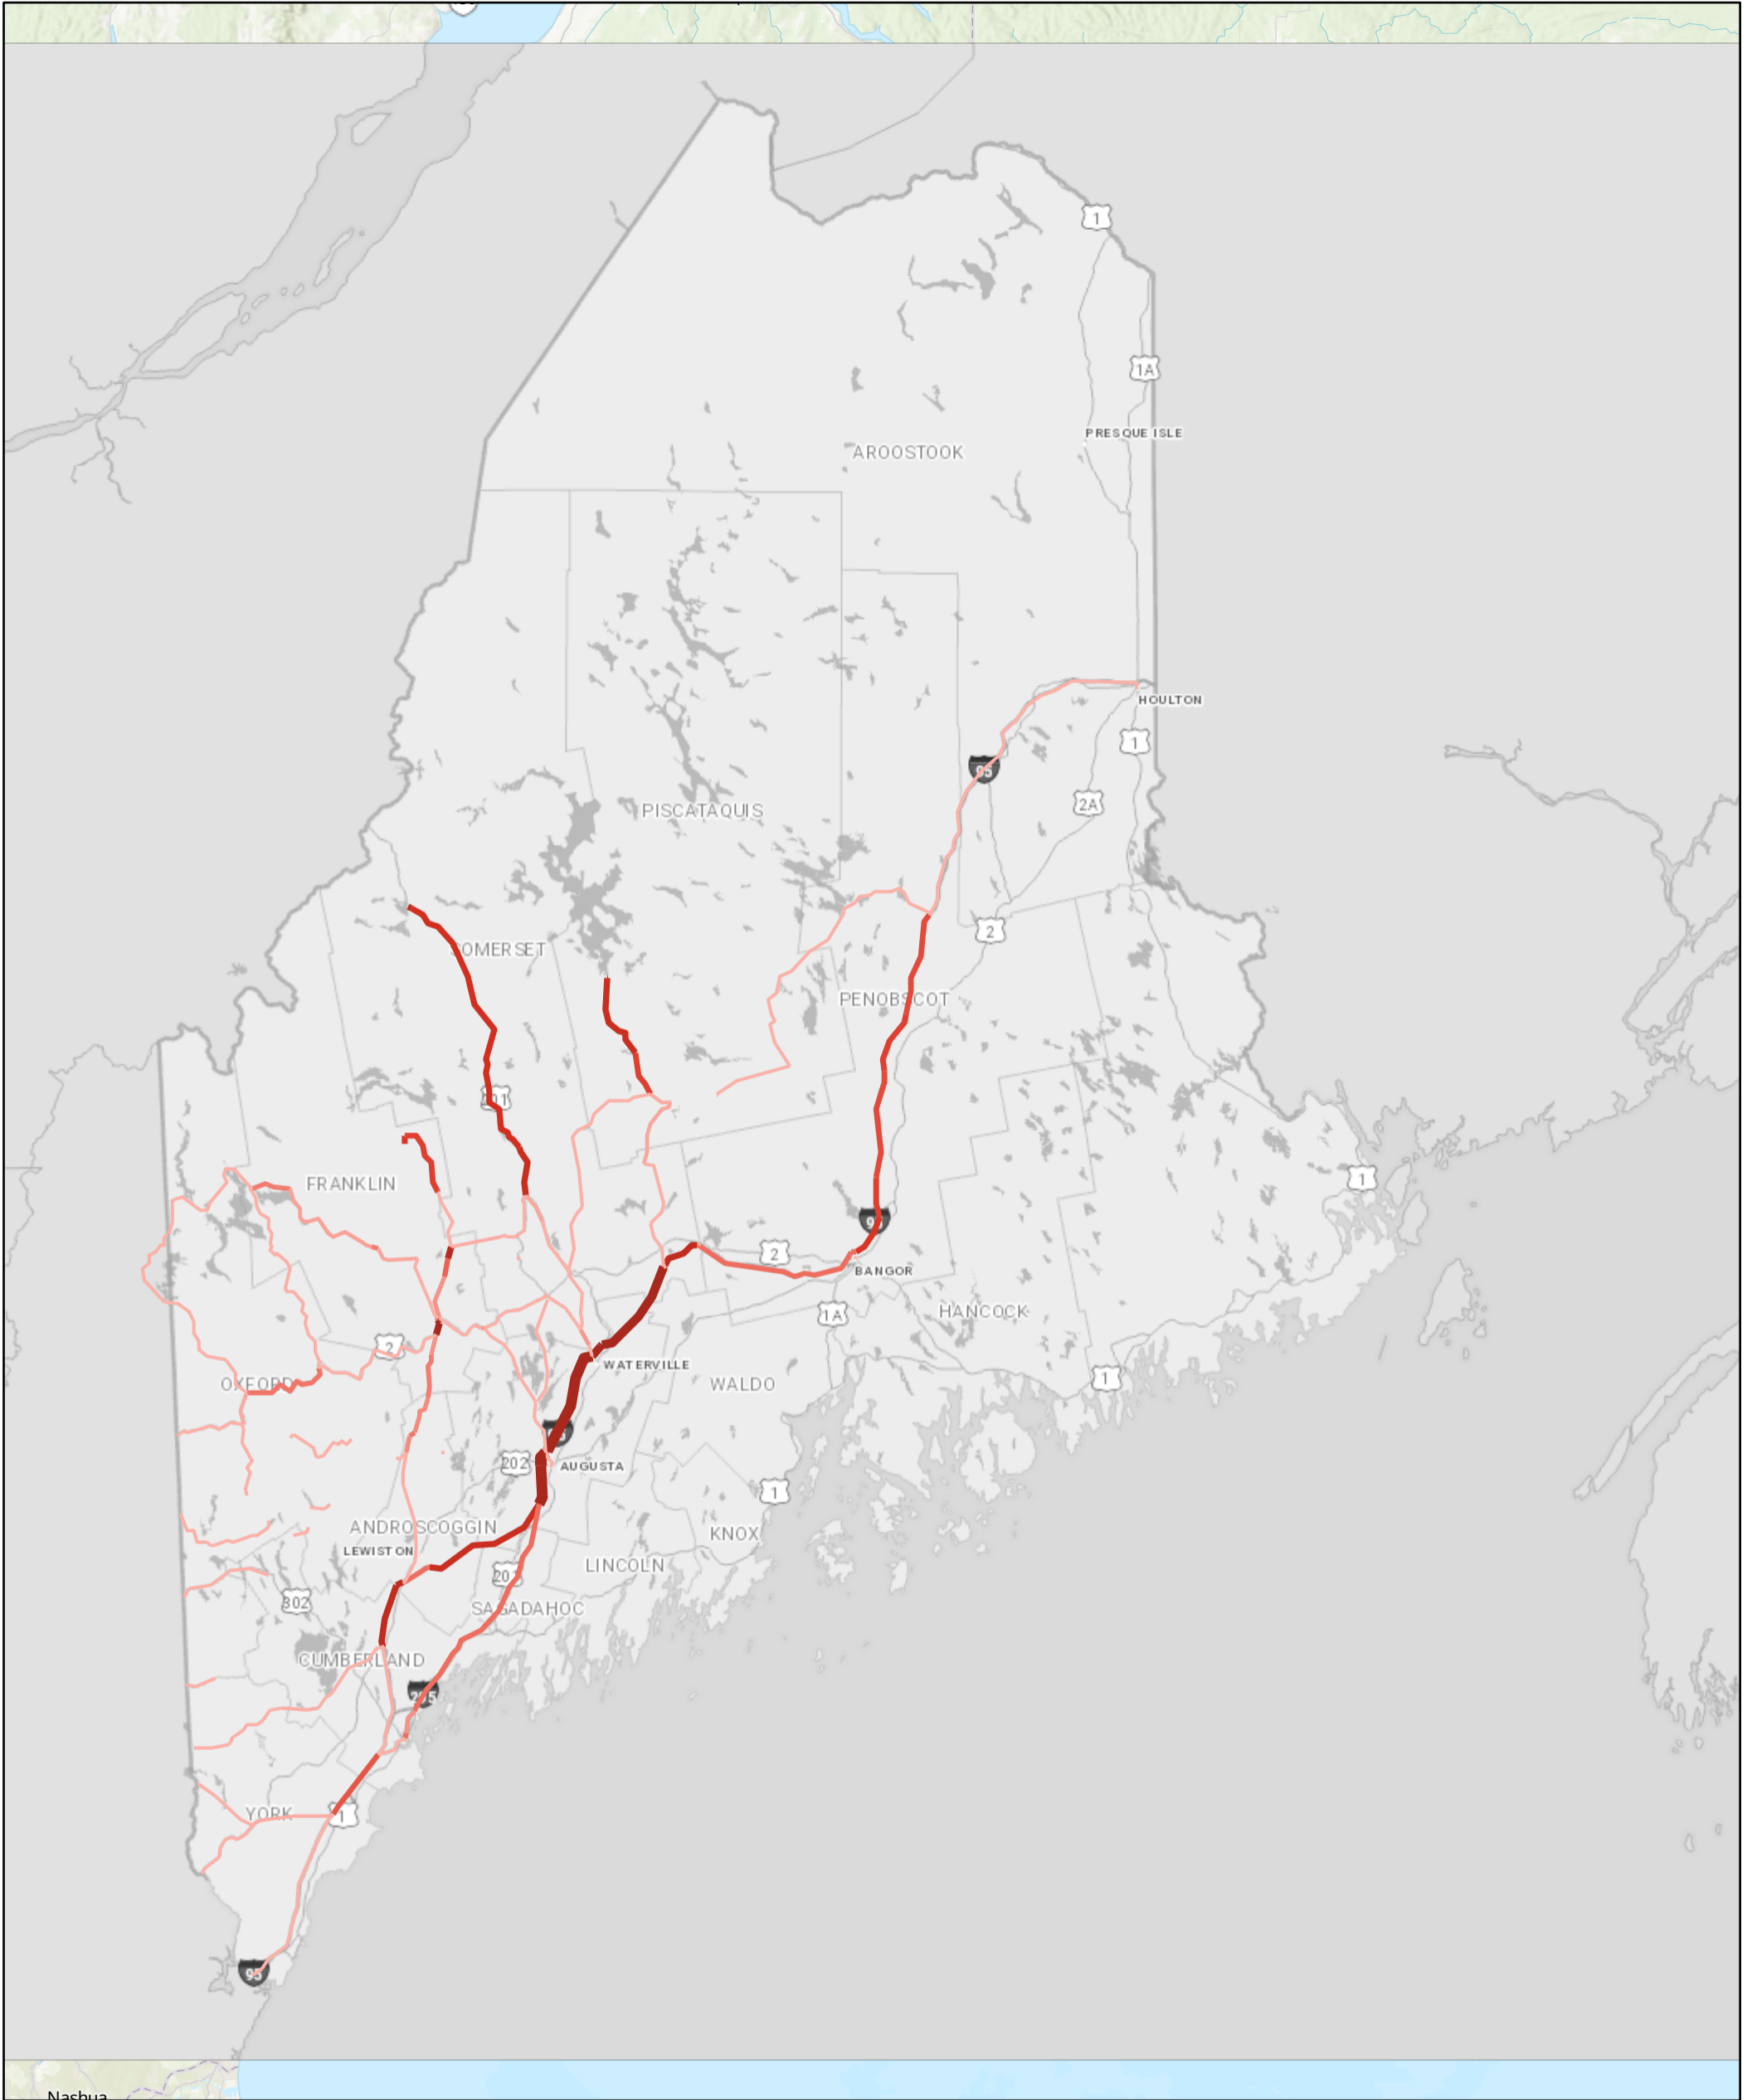 1
1A
PRESQUE ISLE
AROOSTOOK
HOULTON
1
95
2A
PISCATAQUIS
2
SOMERSET
PENOBSCOT
201
1
FRANKLIN
95
2
BANGOR
1A
HANCOCK
2
WATERVILLE
OXFORD
WALDO
1
202
AUGUSTA
1
ANDROSCOGGIN
KNOX
LEWISTON
LINCOLN
201
302
SAGADAHOC
CUMBERLAND
295
YORK
1
95
Nashua